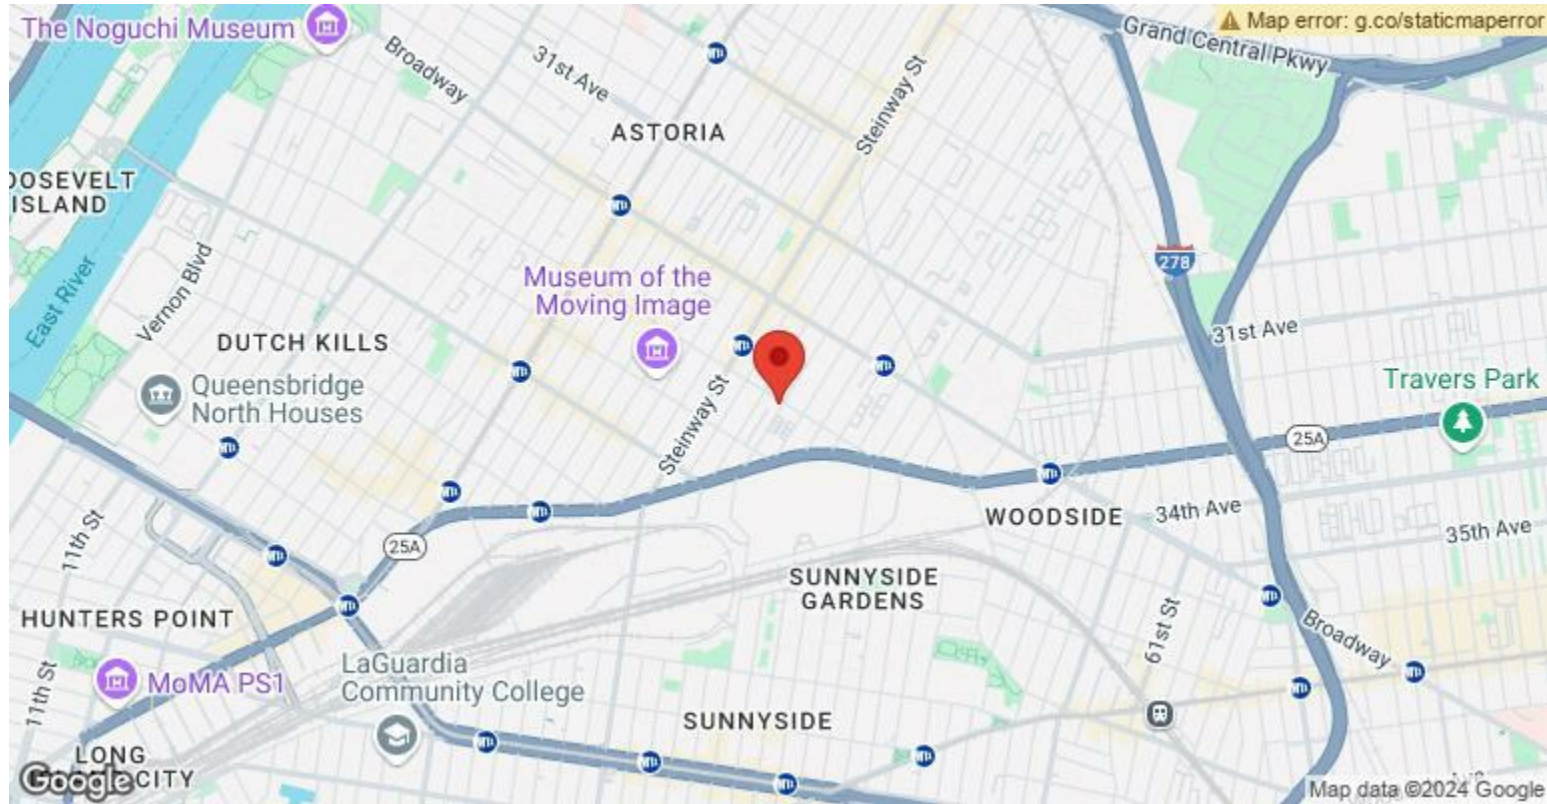 The Noguchi Museum
Broadway
31st Ave
Steinway St
Grand Central Pkwy
Map error: g.co/staticmaperror
ASTORIA
OOSEVELT
ISLAND
East River
Vernon Blvd
Museum of the
Moving Image
278
31st Ave
DUTCH KILLS
Queensbridge
North Houses
Steinway St
Travers Park
25A
11th St
25A
WOODSIDE
34th Ave
35th Ave
SUNNYSIDE
GARDENS
HUNTERS POINT
61st St
Broadway
11th St
MoMA PS1
LaGuardia
Community College
SUNNYSIDE
LONG
CITY
Google
Map data ©2024 Google